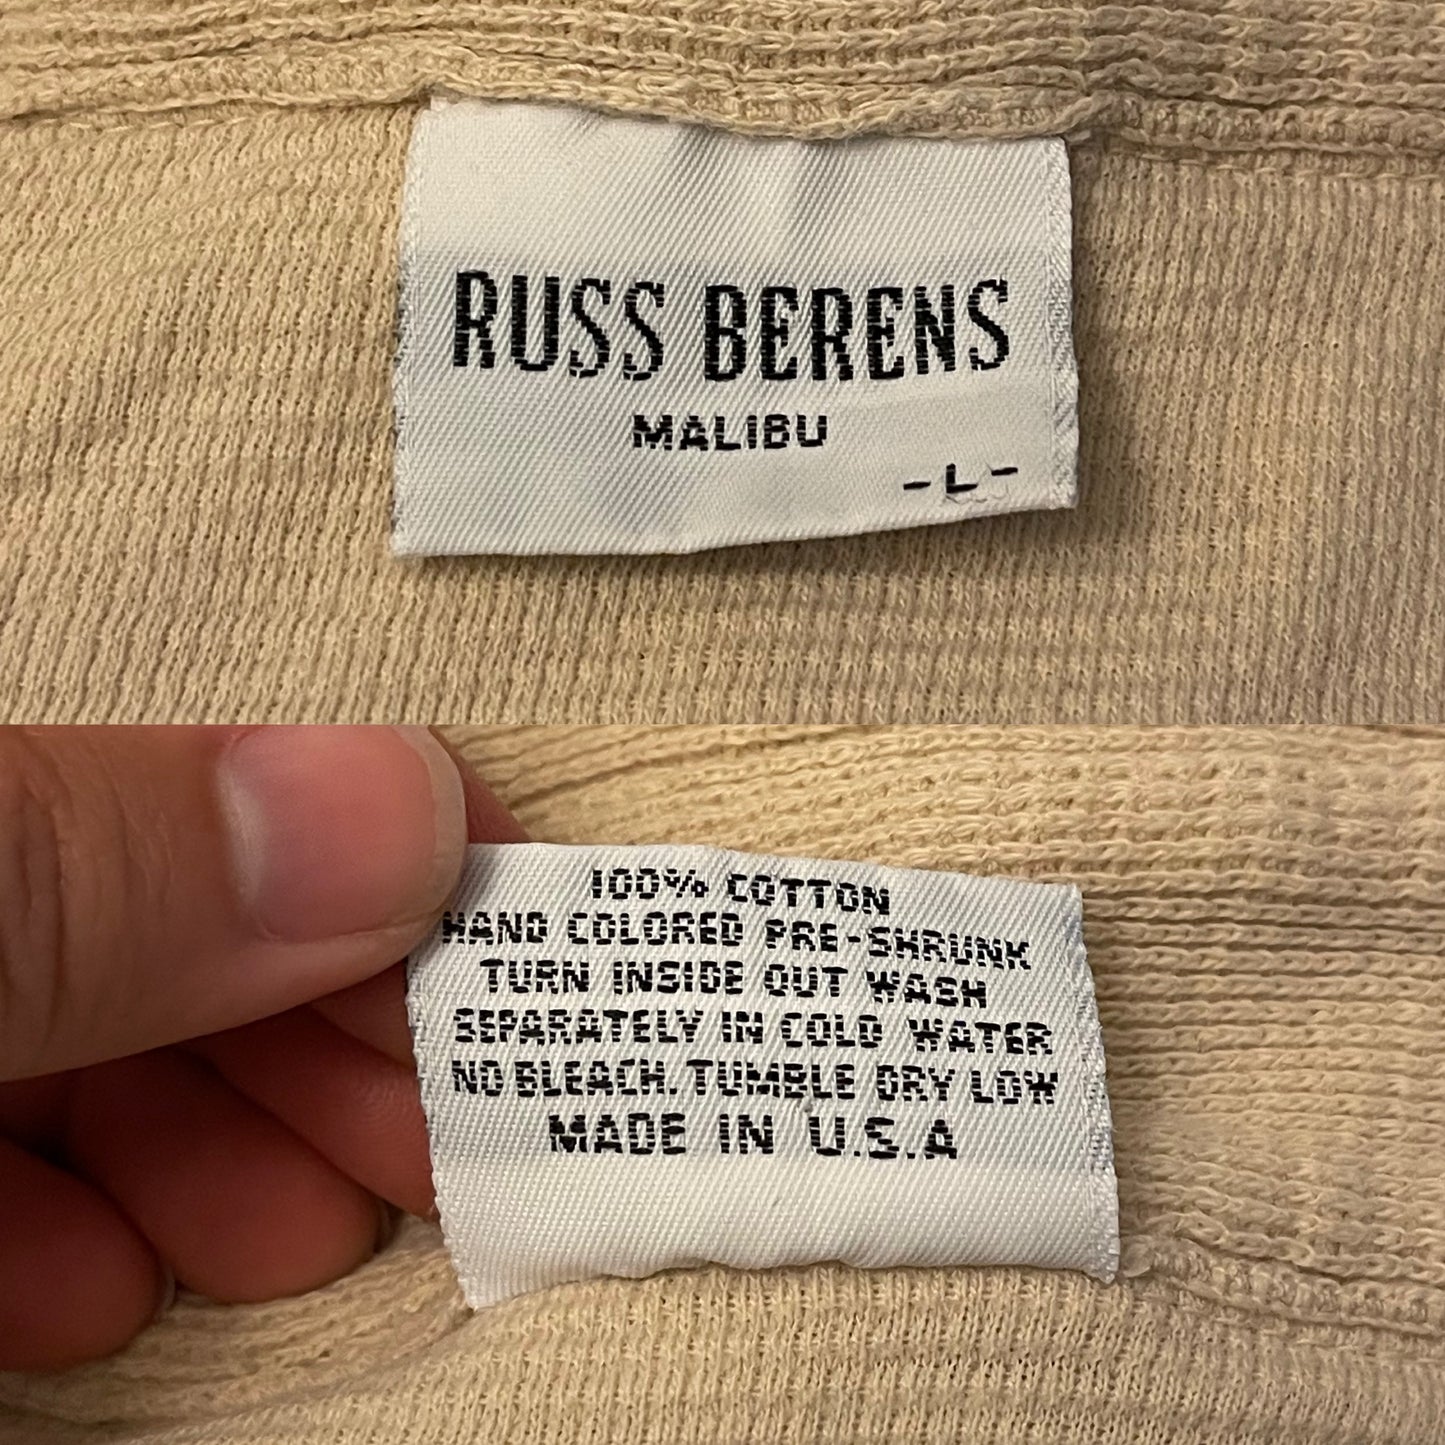 RUSS BERENS
MALIBU
-L-
100% COTTON
HAND COLORED PRE-SHRUNK
TURN INSIDE OUT WASH
SEPARATELY IN COLD WATER
NO BLEACH. TUMBLE DRY LOW
MADE IN U.S.A